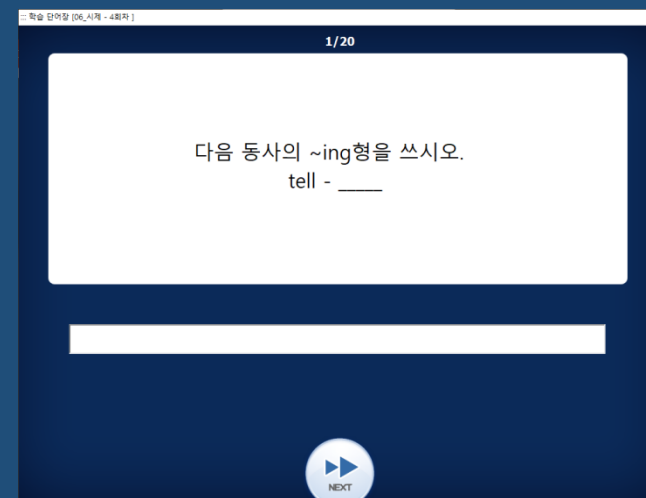 ::: 학습 단어장 [06_시제 - 4회차 ]
1/20
다음 동사의 ~ing형을 쓰시오.
tell - _____
NEXT